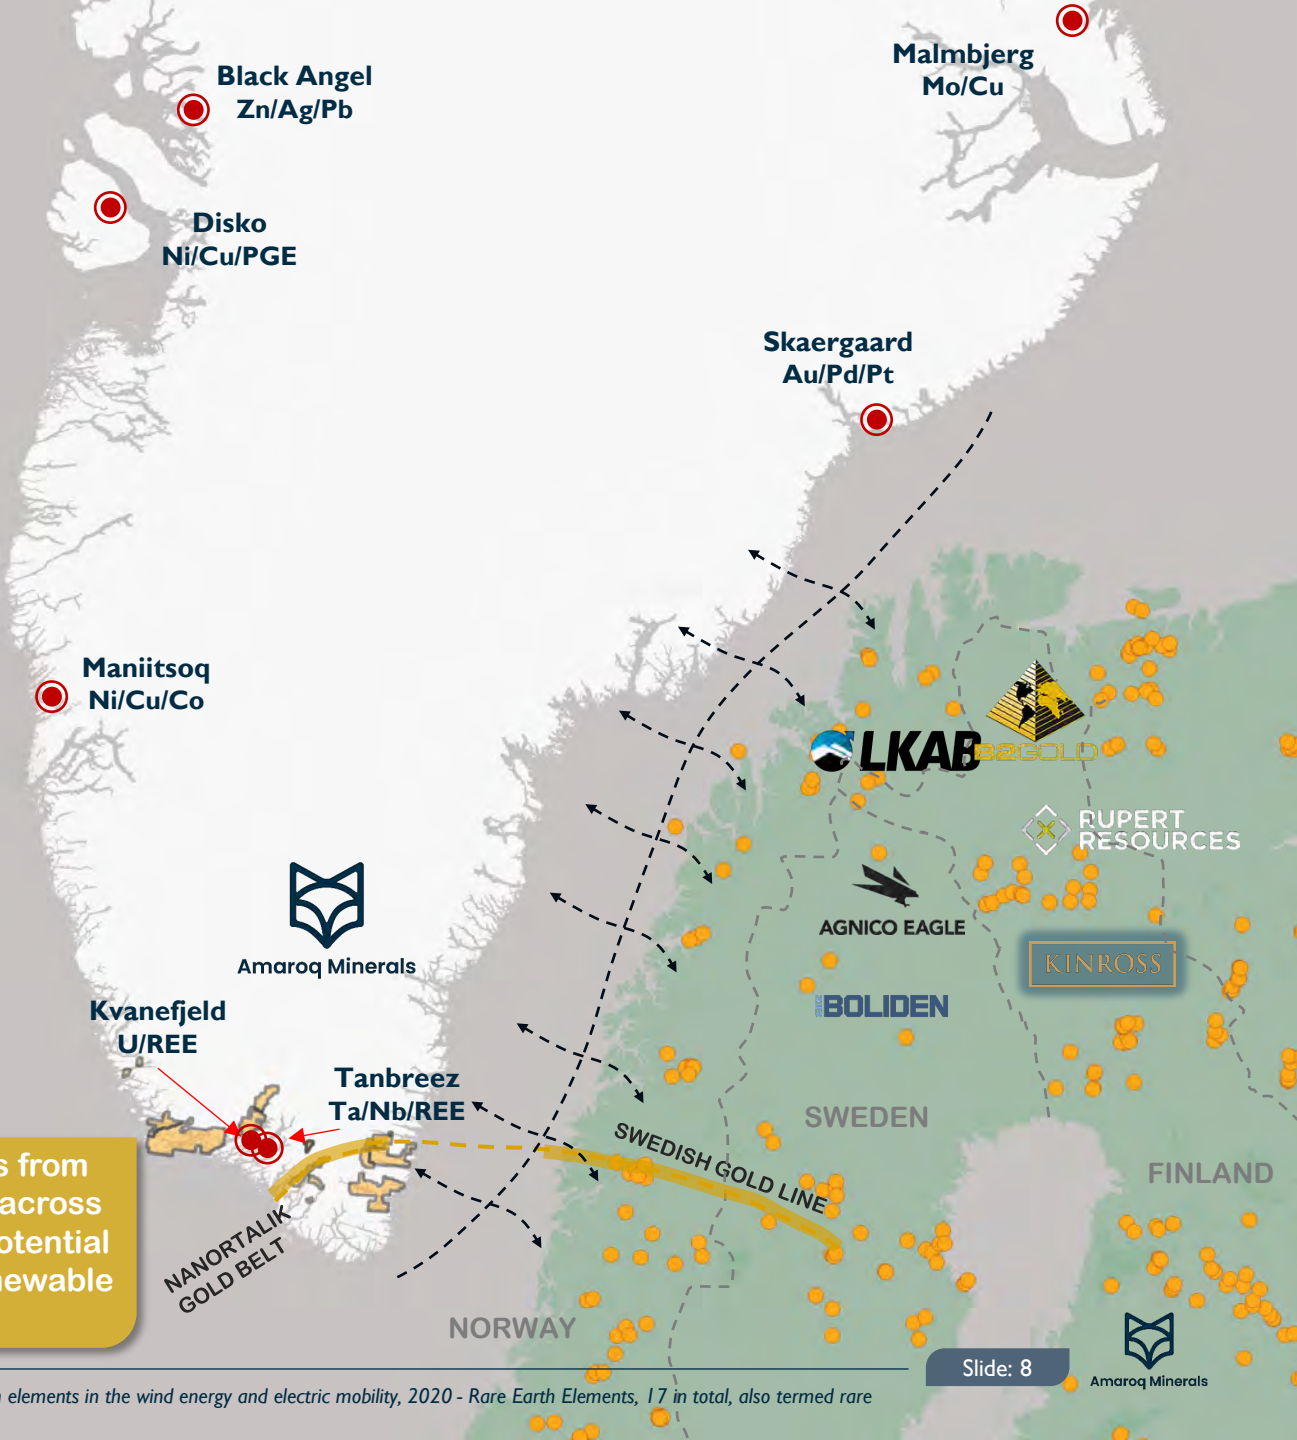 Black Angel
Zn/Ag/Pb
Malmbjerg
Mo/Cu
Disko
Ni/Cu/PGE
Skaergaard
Au/Pd/Pt
Maniitsoq
Ni/Cu/Co
LKAB
B2GOLD
RUPERT
RESOURCES
AGNICO EAGLE
Amaroq Minerals
KINROSS
BOLIDEN
Kvanefjeld
U/REE
Tanbreez
Ta/Nb/REE
SWEDEN
SWEDISH GOLD LINE
FINLAND
s from
across
otential
newable
NANORTALIK
GOLD BELT
NORWAY
Slide: 8
Amaroq Minerals
elements in the wind energy and electric mobility, 2020 - Rare Earth Elements, 17 in total, also termed rare